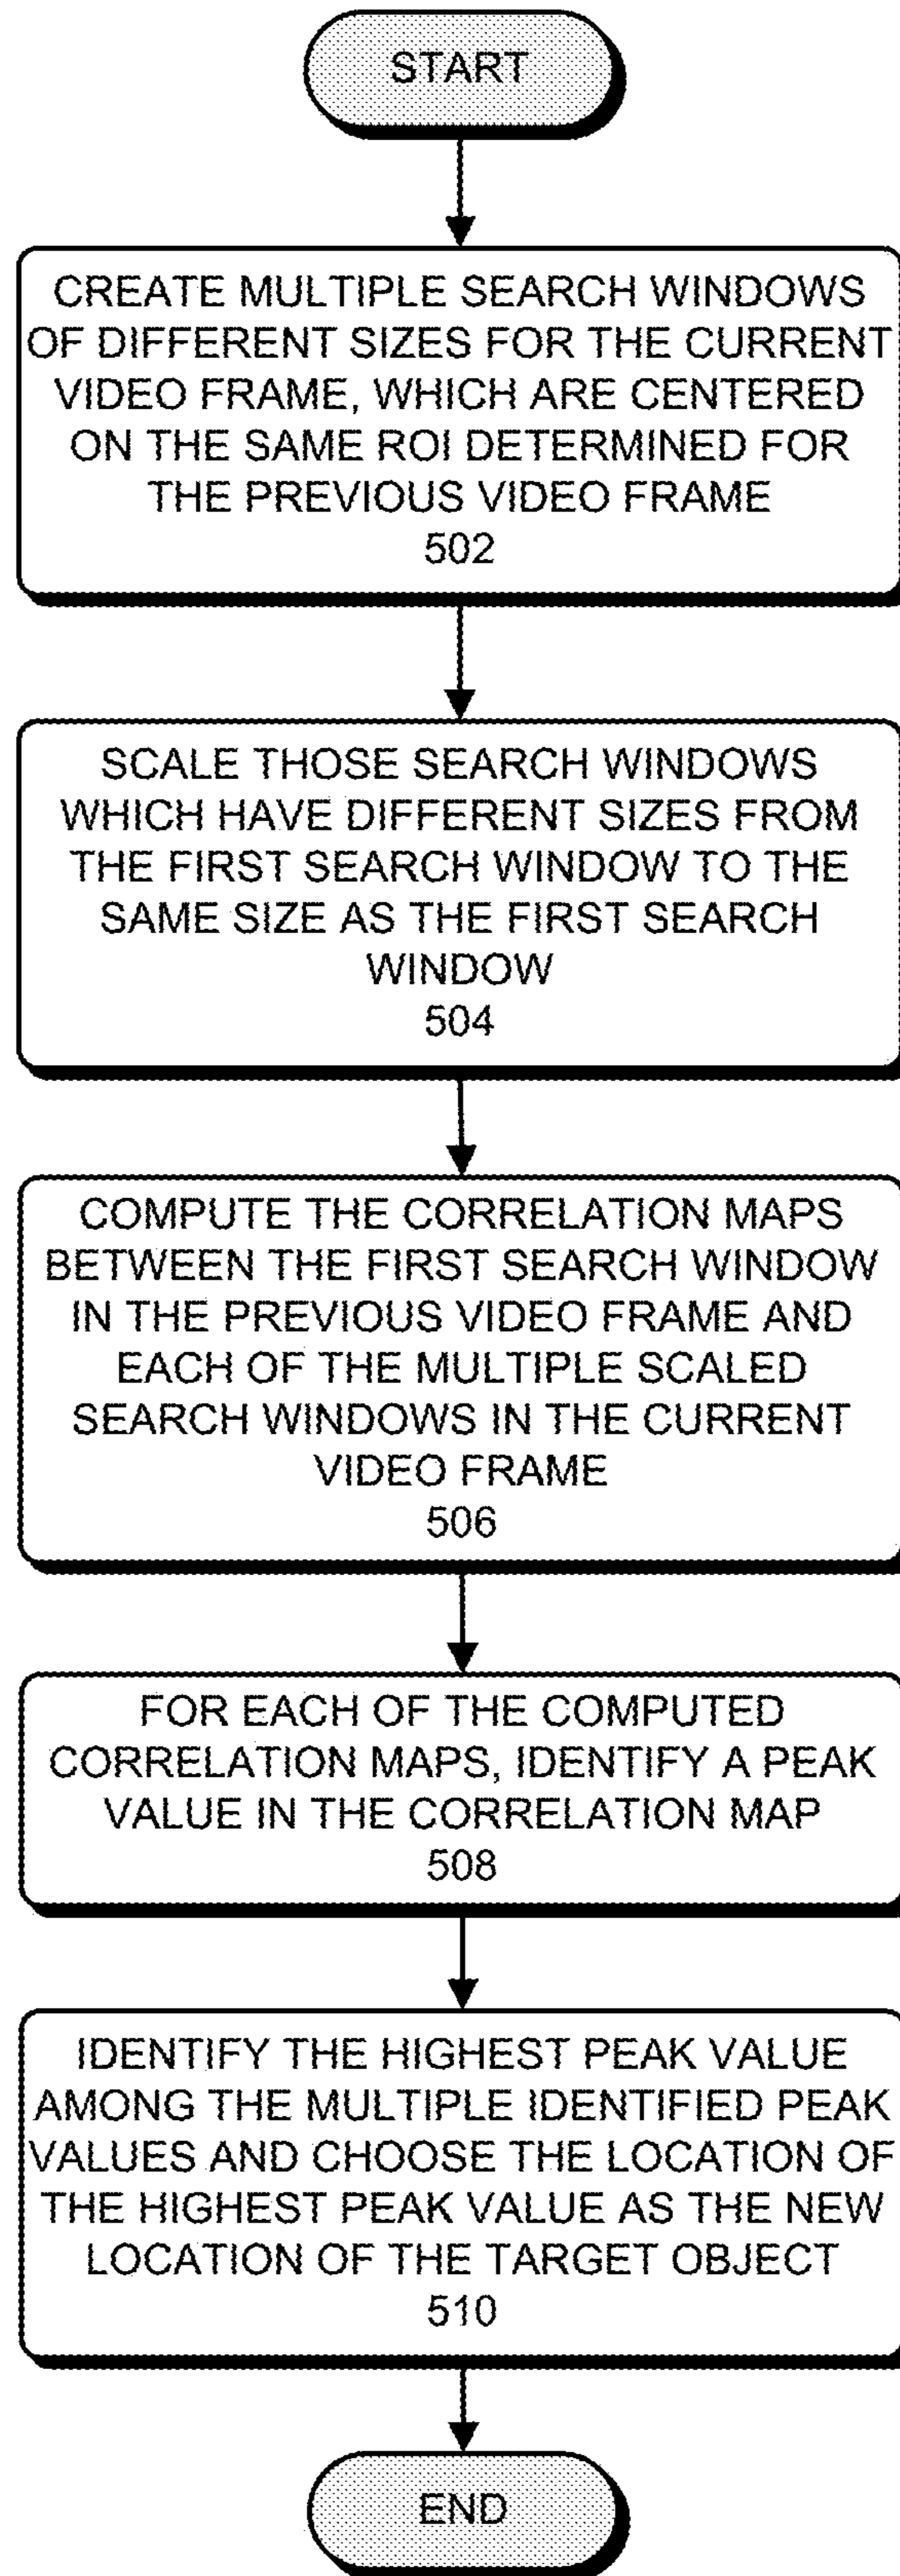 START
CREATE MULTIPLE SEARCH WINDOWS
OF DIFFERENT SIZES FOR THE CURRENT
VIDEO FRAME, WHICH ARE CENTERED
ON THE SAME ROI DETERMINED FOR
THE PREVIOUS VIDEO FRAME
502
SCALE THOSE SEARCH WINDOWS
WHICH HAVE DIFFERENT SIZES FROM
THE FIRST SEARCH WINDOW TO THE
SAME SIZE AS THE FIRST SEARCH
WINDOW
504
COMPUTE THE CORRELATION MAPS
BETWEEN THE FIRST SEARCH WINDOW
IN THE PREVIOUS VIDEO FRAME AND
EACH OF THE MULTIPLE SCALED
SEARCH WINDOWS IN THE CURRENT
VIDEO FRAME
506
FOR EACH OF THE COMPUTED
CORRELATION MAPS, IDENTIFY A PEAK
VALUE IN THE CORRELATION MAP
508
IDENTIFY THE HIGHEST PEAK VALUE
AMONG THE MULTIPLE IDENTIFIED PEAK
VALUES AND CHOOSE THE LOCATION OF
THE HIGHEST PEAK VALUE AS THE NEW
LOCATION OF THE TARGET OBJECT
510
END